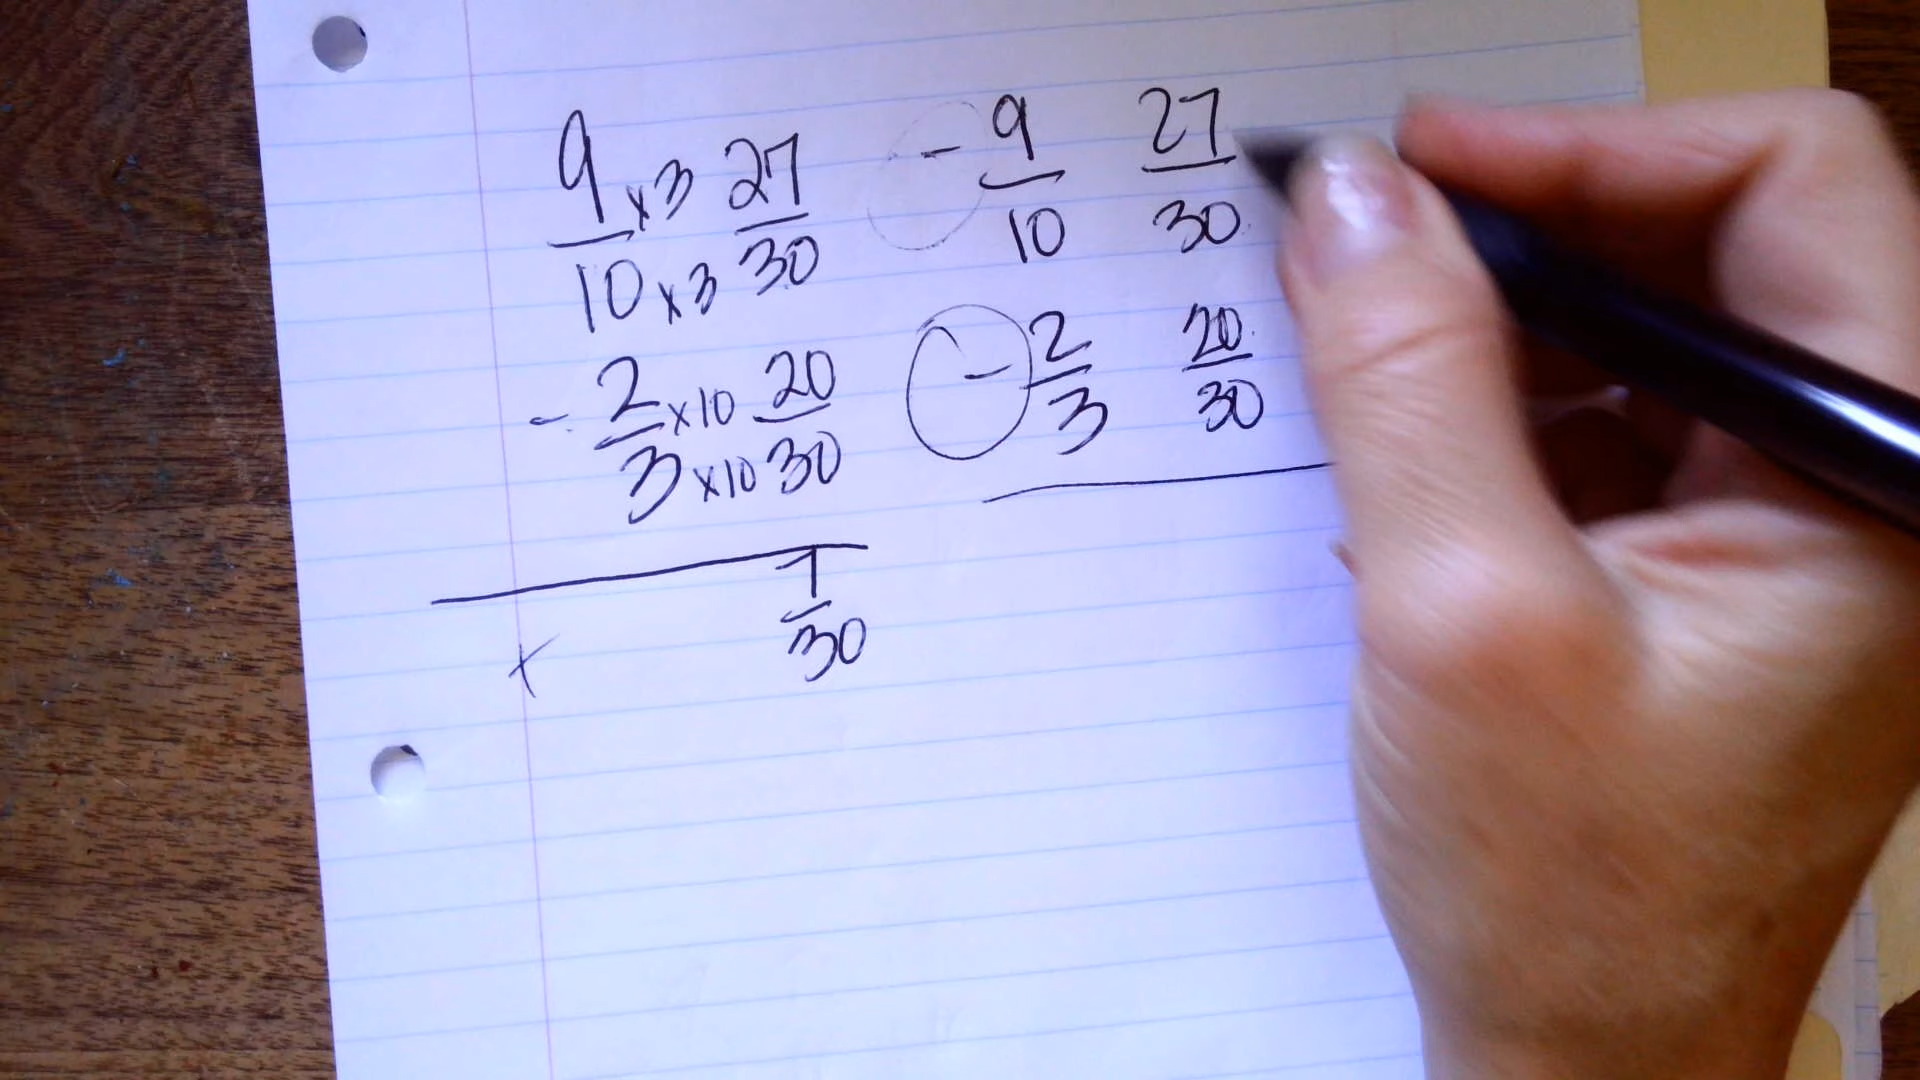 9/10 x3 x3 27/30
- 2/3 x10 x10 20/30
7/30
x
- 9/10 27/30
- 2/3 20/30